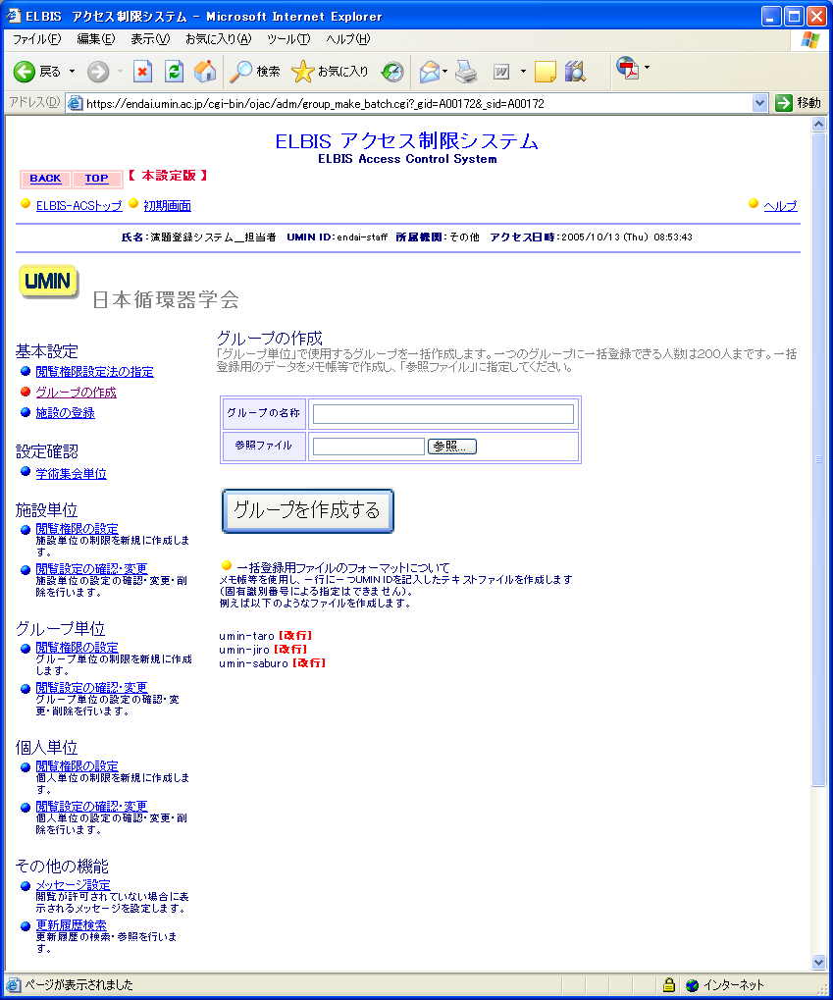 ELBIS アクセス制限システム - Microsoft Internet Explorer
ファイル(F) 編集(E) 表示(V) お気に入り(A) ツール(T) ヘルプ(H)
戻る 検索 お気に入り
アドレス(D) https://endai.umin.ac.jp/cgi-bin/ojac/adm/group_make_batch.cgi?_gid=A00172&_sid=A00172 移動
ELBIS アクセス制限システム
ELBIS Access Control System
BACK TOP 【 本設定版 】
ELBIS-ACSトップ 初期画面 ヘルプ
氏名：演題登録システム＿担当者 UMIN ID：endai-staff 所属機関：その他 アクセス日時：2005/10/13 (Thu) 08:53:43
UMIN 日本循環器学会
基本設定
閲覧権限設定法の指定
グループの作成
施設の登録
設定確認
学術集会単位
施設単位
閲覧権限の設定
施設単位の制限を新規に作成しま
す。
閲覧設定の確認・変更
施設単位の設定の確認・変更・削
除を行います。
グループ単位
閲覧権限の設定
グループ単位の制限を新規に作成
します。
閲覧設定の確認・変更
グループ単位の設定の確認・変
更・削除を行います。
個人単位
閲覧権限の設定
個人単位の制限を新規に作成しま
す。
閲覧設定の確認・変更
個人単位の設定の確認・変更・削
除を行います。
その他の機能
メッセージ設定
閲覧が許可されていない場合に表
示されるメッセージを設定します。
更新履歴検索
更新履歴の検索・参照を行いま
す。
グループの作成
「グループ単位」で使用するグループを一括作成します。一つのグループに一括登録できる人数は200人まです。一括
登録用のデータをメモ帳等で作成し、「参照ファイル」に指定してください。
グループの名称
参照ファイル 参照...
グループを作成する
一括登録用ファイルのフォーマットについて
メモ帳等を使用し、一行に一つUMIN IDを記入したテキストファイルを作成します
（固有識別番号による指定はできません）。
例えば以下のようなファイルを作成します。
umin-taro [改行]
umin-jiro [改行]
umin-saburo [改行]
ページが表示されました インターネット